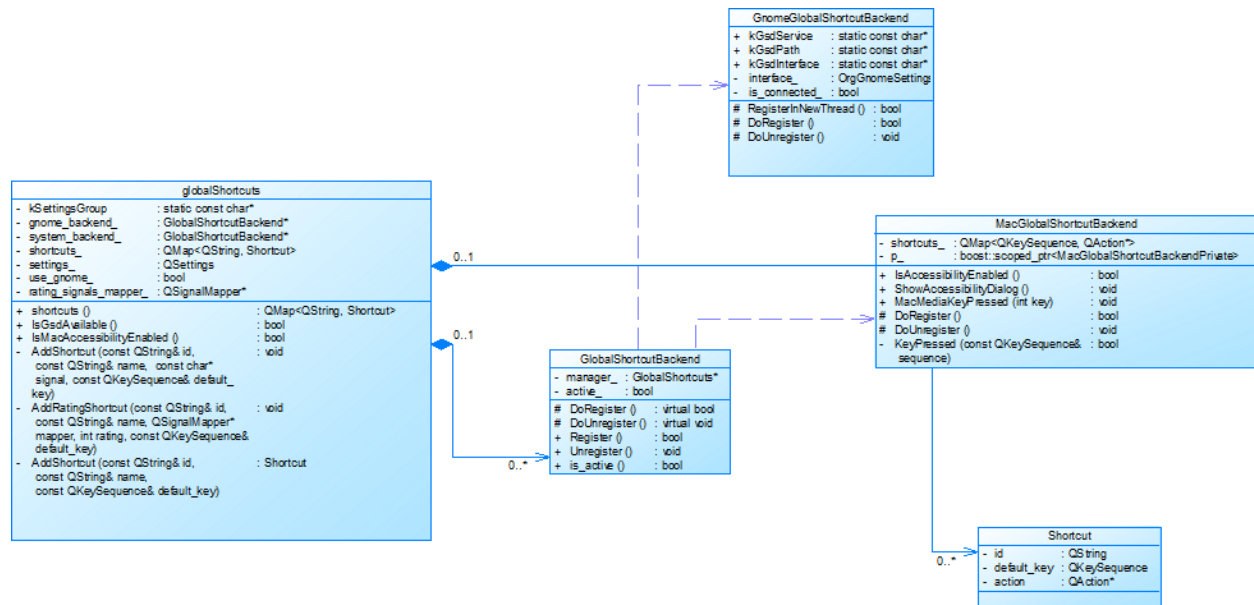 GnomeGlobalShortcutBackend
+ kGsdService : static const char*
+ kGsdPath : static const char*
+ kGsdInterface : static const char*
- interface_ : OrgGnomeSettings
- is_connected_ : bool
# RegisterInNewThread () : bool
# DoRegister () : bool
# DoUnregister () : void
globalShortcuts
- kSettingsGroup : static const char*
- gnome_backend_ : GlobalShortcutBackend*
- system_backend_ : GlobalShortcutBackend*
- shortcuts_ : QMap<QString, Shortcut>
- settings_ : QSettings
- use_gnome_ : bool
- rating_signals_mapper_ : QSignalMapper*
+ shortcuts () : QMap<QString, Shortcut>
+ IsGsdAvailable () : bool
+ IsMacAccessibilityEnabled () : bool
- AddShortcut (const QString& id, : void
const QString& name, const char*
signal, const QKeySequence& default_
key)
- AddRatingShortcut (const QString& id, : void
const QString& name, QSignalMapper*
mapper, int rating, const QKeySequence&
default_key)
- AddShortcut (const QString& id, : Shortcut
const QString& name,
const QKeySequence& default_key)
0..1
0..1
0..*
MacGlobalShortcutBackend
- shortcuts_ : QMap<QKeySequence, QAction*>
- p_ : boost::scoped_ptr<MacGlobalShortcutBackendPrivate>
+ IsAccessibilityEnabled () : bool
+ ShowAccessibilityDialog () : void
+ MacMediaKeyPressed (int key) : void
# DoRegister () : bool
# DoUnregister () : void
- KeyPressed (const QKeySequence& : bool
sequence)
GlobalShortcutBackend
- manager_ : GlobalShortcuts*
- active_ : bool
# DoRegister () : virtual bool
# DoUnregister () : virtual void
+ Register () : bool
+ Unregister () : void
+ is_active () : bool
0..*
Shortcut
- id : QString
- default_key : QKeySequence
- action : QAction*